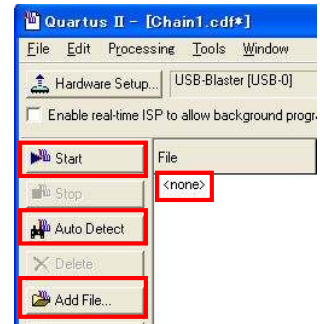 Quartus II - [Chain1.cdf*]
File Edit Processing Tools Window
Hardware Setup... USB-Blaster [USB-0]
Enable real-time ISP to allow background progr
Start
File
<none>
Stop
Auto Detect
Delete
Add File...